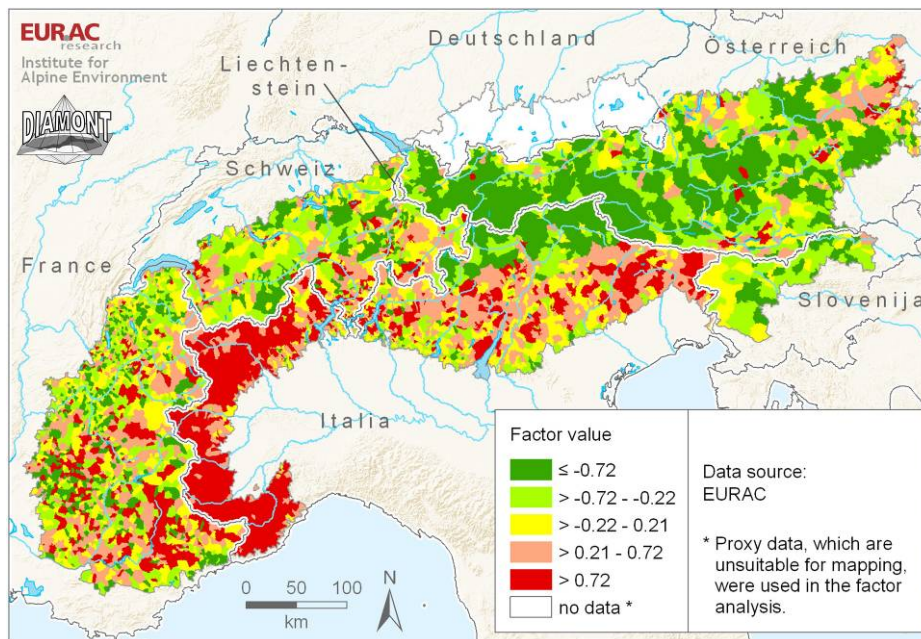 EURAC
research
Institute for
Alpine Environment
DIAMONT
Deutschland
Österreich
Liechten-
stein
Schweiz
France
Slovenija
Italia
Factor value
≤ -0.72
> -0.72 - -0.22
> -0.22 - 0.21
> 0.21 - 0.72
> 0.72
no data *
Data source:
EURAC
* Proxy data, which are
unsuitable for mapping,
were used in the factor
analysis.
0 50 100
km
N